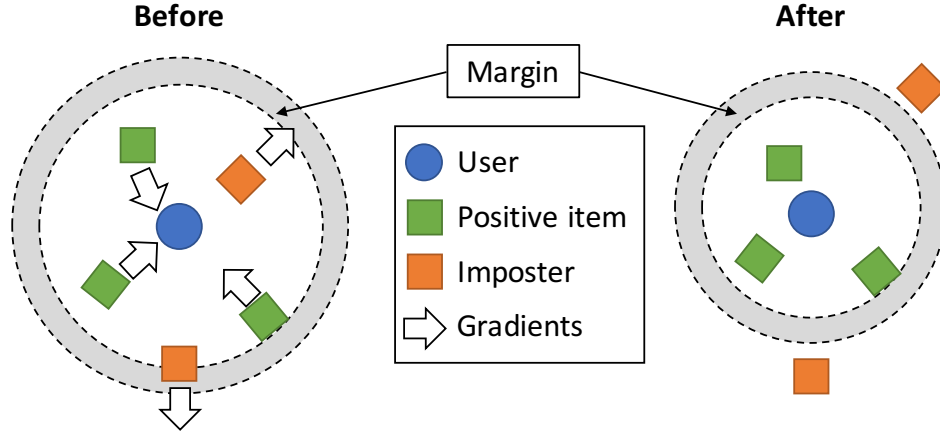 Before
After
Margin
User
Positive item
Imposter
Gradients